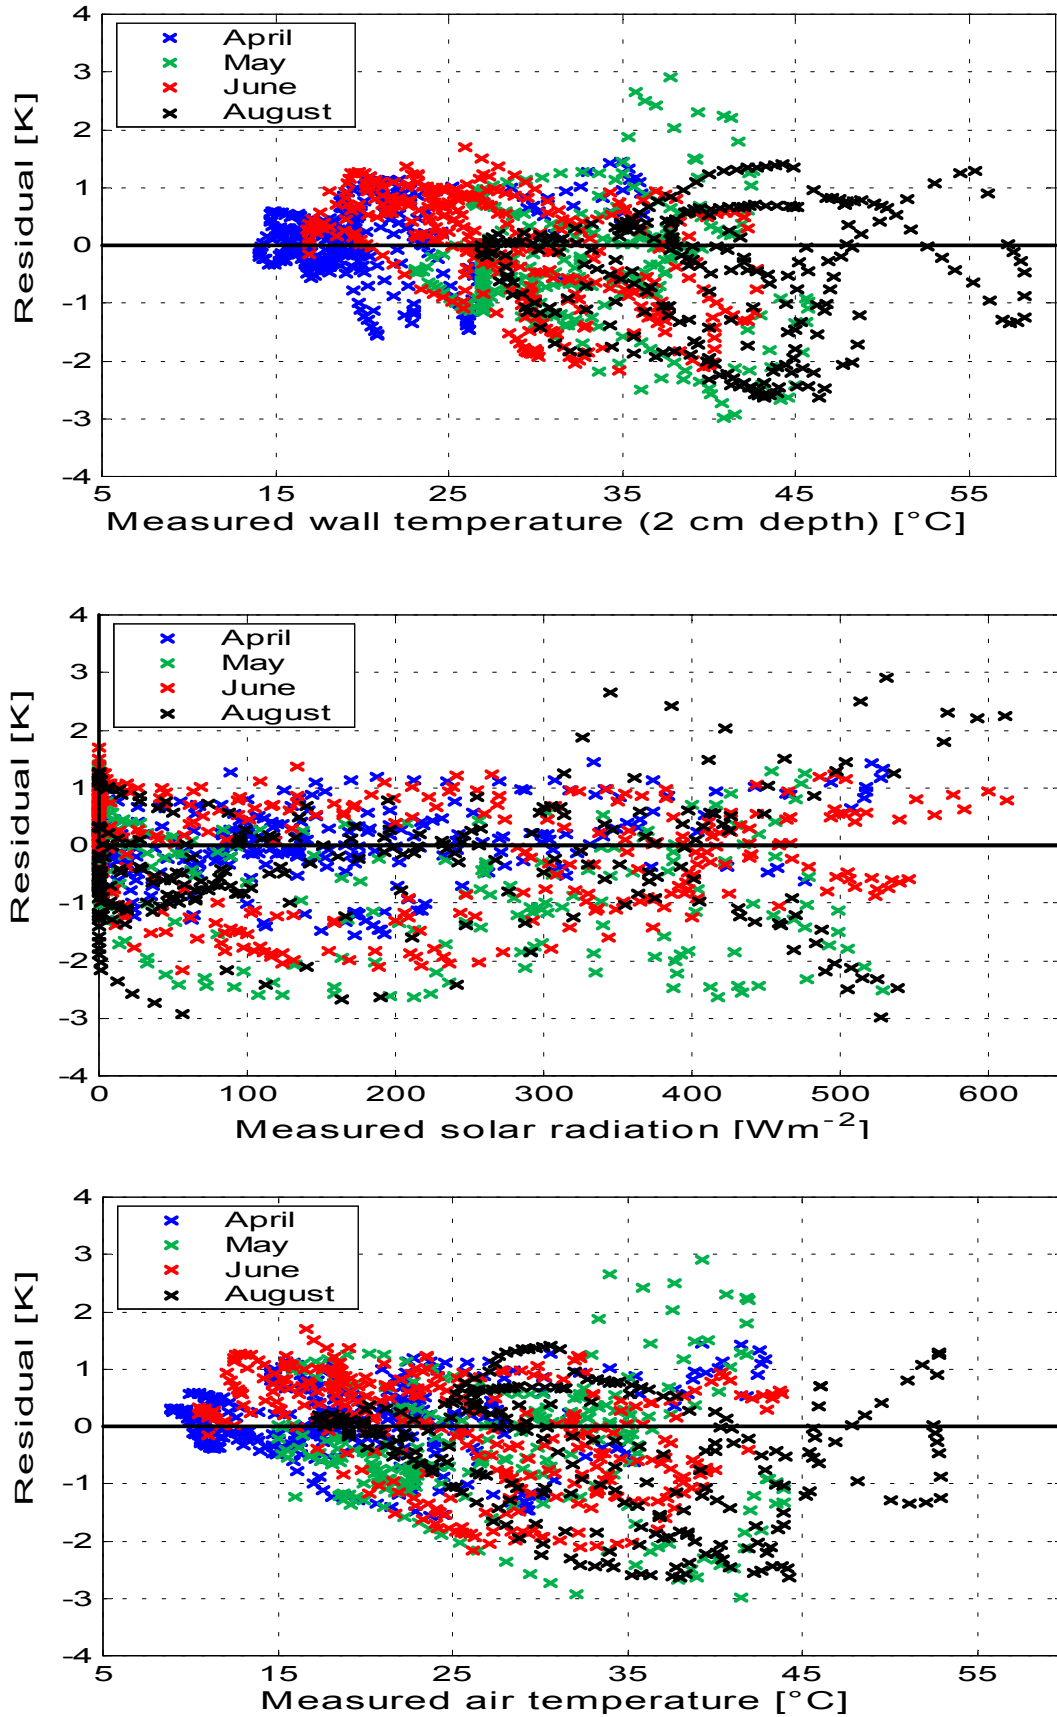 4
3
2
1
0
-1
-2
-3
-4
Residual [K]
April
May
June
August
5 15 25 35 45 55
Measured wall temperature (2 cm depth) [°C]
4
3
2
1
0
-1
-2
-3
-4
Residual [K]
April
May
June
August
0 100 200 300 400 500 600
Measured solar radiation [Wm⁻²]
4
3
2
1
0
-1
-2
-3
-4
Residual [K]
April
May
June
August
5 15 25 35 45 55
Measured air temperature [°C]